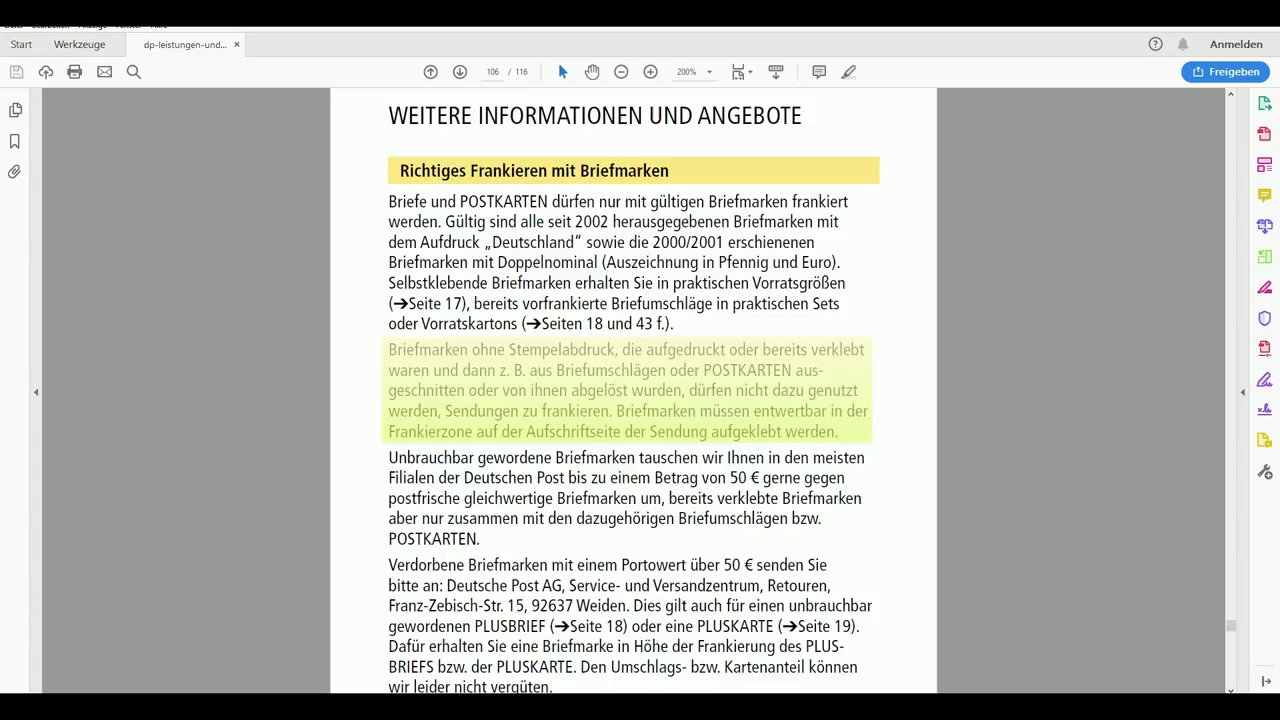 Start Werkzeuge dp-leistungen-und... × Anmelden
106 / 116 200% Freigeben
WEITERE INFORMATIONEN UND ANGEBOTE
Richtiges Frankieren mit Briefmarken
Briefe und POSTKARTEN dürfen nur mit gültigen Briefmarken frankiert
werden. Gültig sind alle seit 2002 herausgegebenen Briefmarken mit
dem Aufdruck „Deutschland“ sowie die 2000/2001 erschienenen
Briefmarken mit Doppelnominal (Auszeichnung in Pfennig und Euro).
Selbstklebende Briefmarken erhalten Sie in praktischen Vorratsgrößen
(➔Seite 17), bereits vorfrankierte Briefumschläge in praktischen Sets
oder Vorratskartons (➔Seiten 18 und 43 f.).
Briefmarken ohne Stempelabdruck, die aufgedruckt oder bereits verklebt
waren und dann z. B. aus Briefumschlägen oder POSTKARTEN aus-
geschnitten oder von ihnen abgelöst wurden, dürfen nicht dazu genutzt
werden, Sendungen zu frankieren. Briefmarken müssen entwertbar in der
Frankierzone auf der Aufschriftseite der Sendung aufgeklebt werden.
Unbrauchbar gewordene Briefmarken tauschen wir Ihnen in den meisten
Filialen der Deutschen Post bis zu einem Betrag von 50 € gerne gegen
postfrische gleichwertige Briefmarken um, bereits verklebte Briefmarken
aber nur zusammen mit den dazugehörigen Briefumschlägen bzw.
POSTKARTEN.
Verdorbene Briefmarken mit einem Portowert über 50 € senden Sie
bitte an: Deutsche Post AG, Service- und Versandzentrum, Retouren,
Franz-Zebisch-Str. 15, 92637 Weiden. Dies gilt auch für einen unbrauchbar
gewordenen PLUSBRIEF (➔Seite 18) oder eine PLUSKARTE (➔Seite 19).
Dafür erhalten Sie eine Briefmarke in Höhe der Frankierung des PLUS-
BRIEFS bzw. der PLUSKARTE. Den Umschlags- bzw. Kartenanteil können
wir leider nicht vergüten.